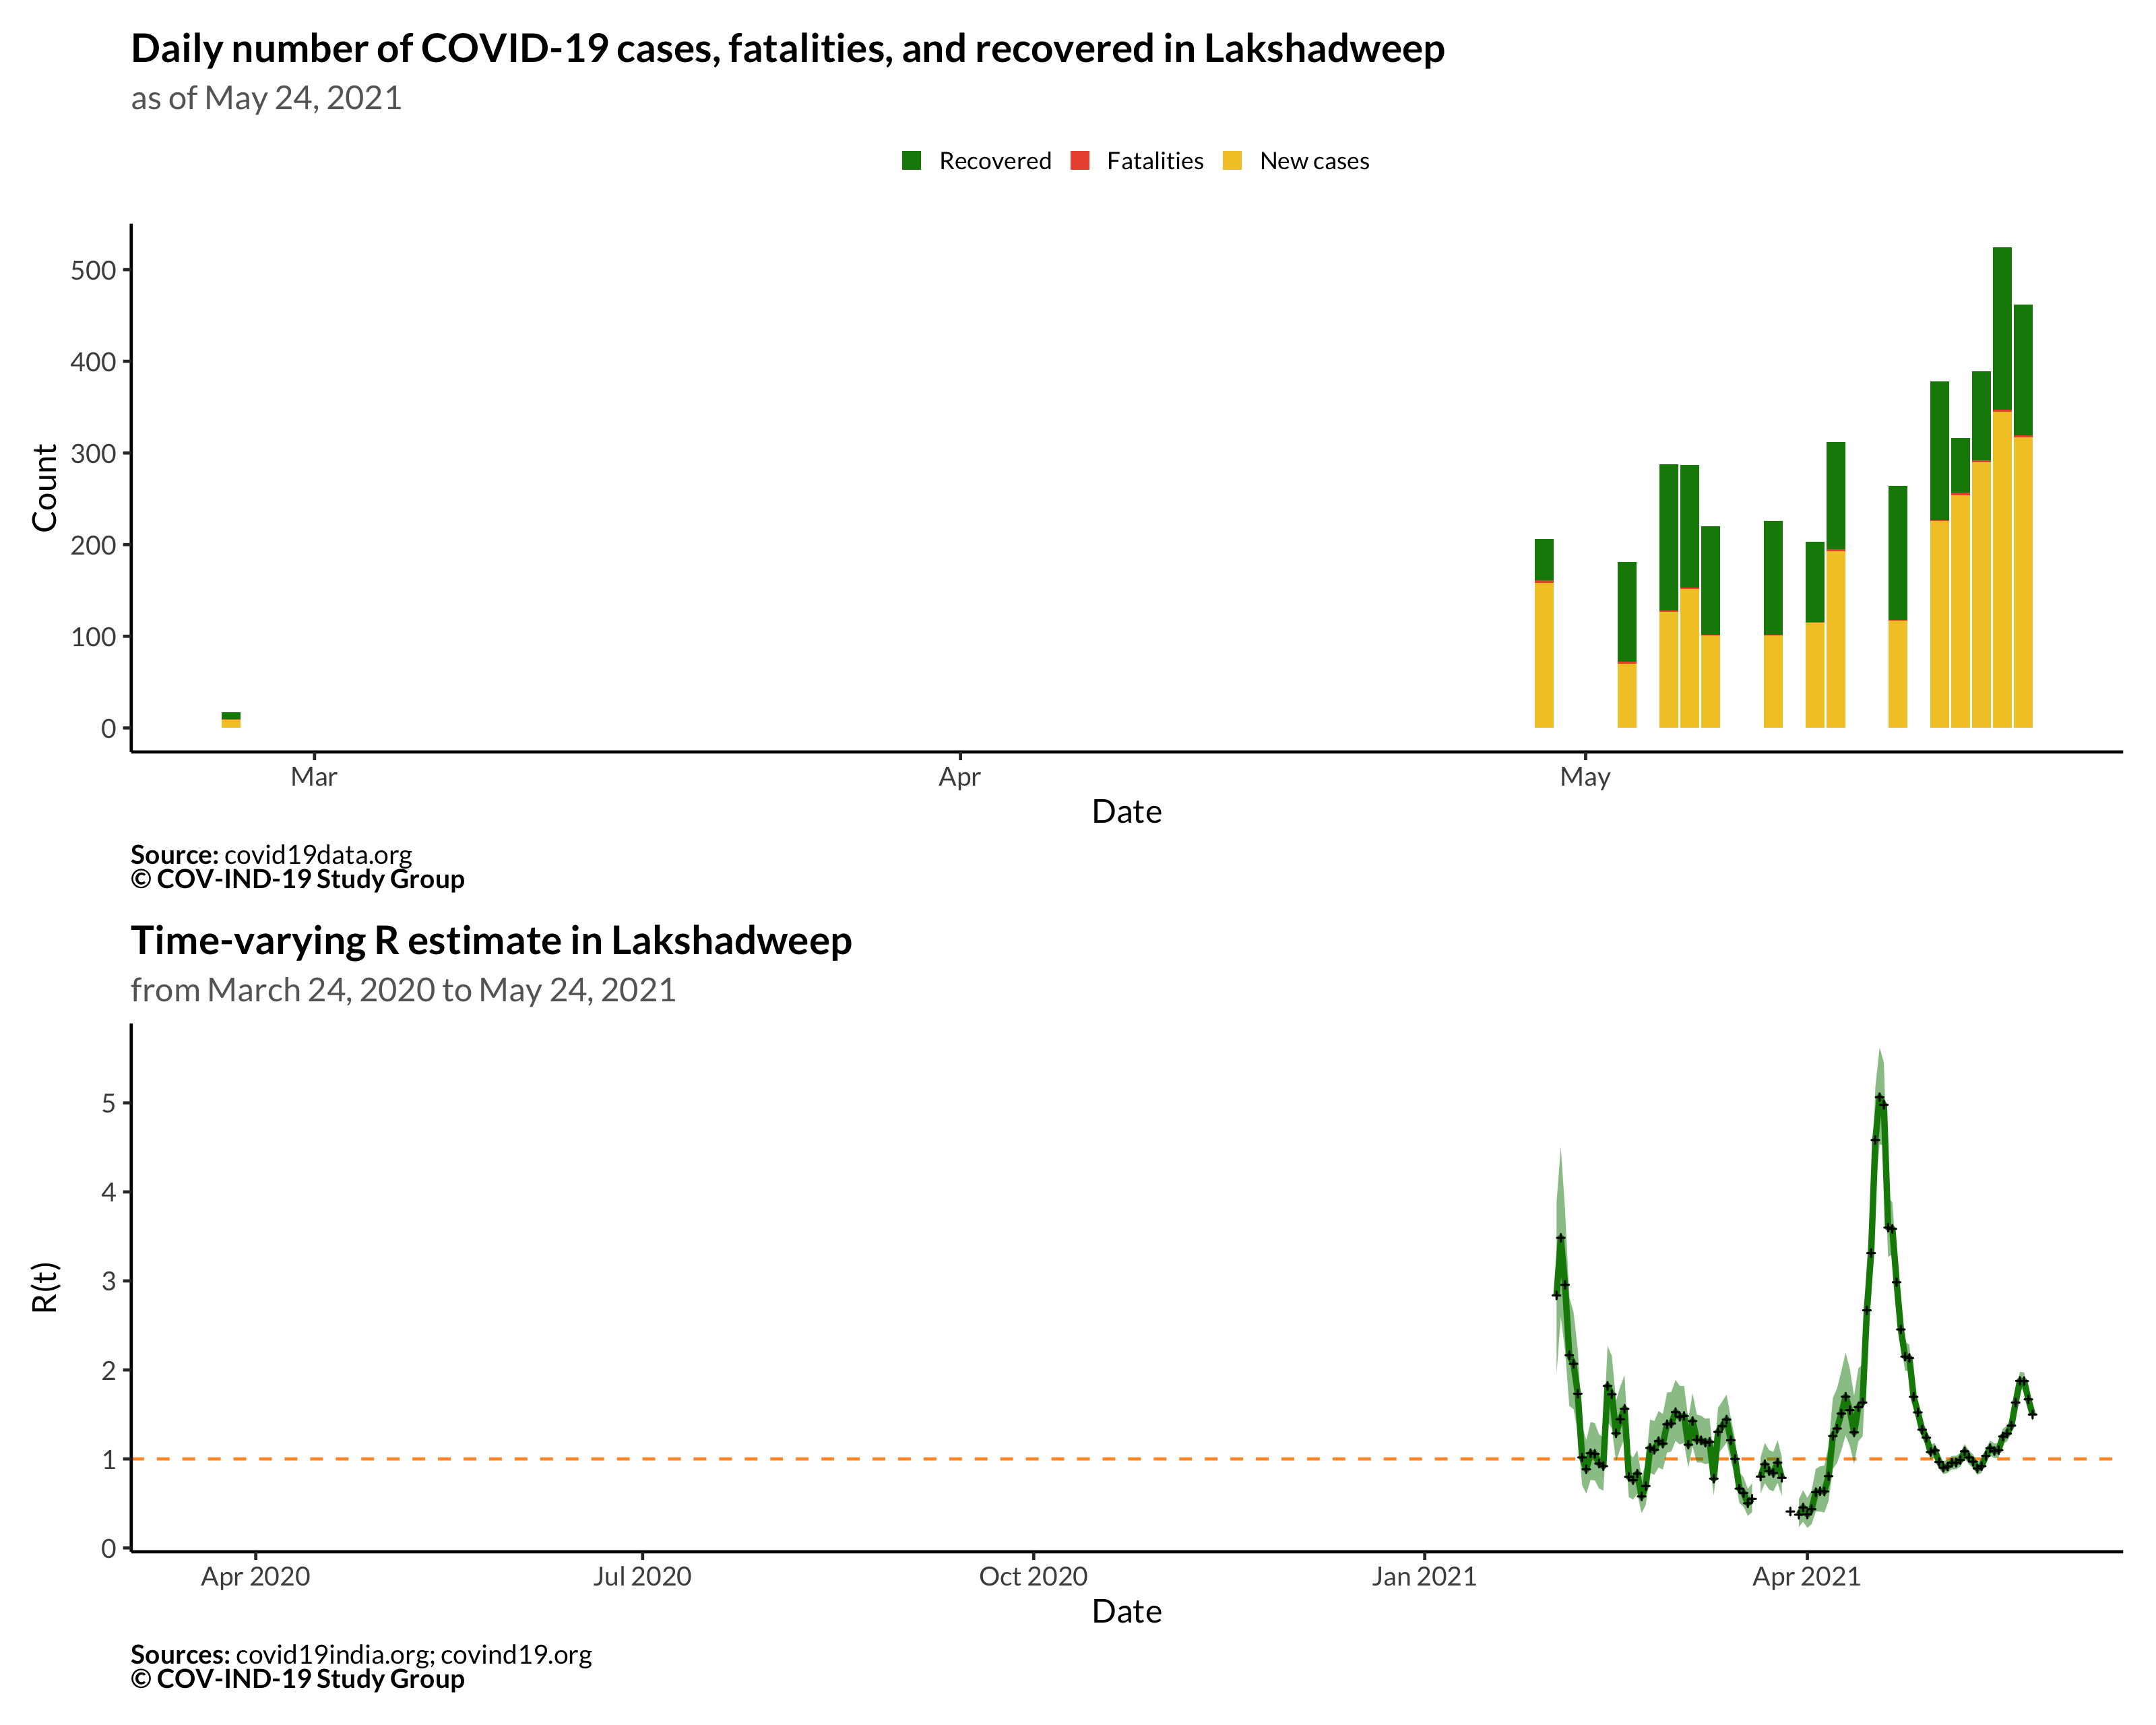 Daily number of COVID-19 cases, fatalities, and recovered in Lakshadweep
as of May 24, 2021
Recovered Fatalities New cases
500
400
300
200
100
0
Count
Mar Apr May
Date
Source: covid19data.org
© COV-IND-19 Study Group
Time-varying R estimate in Lakshadweep
from March 24, 2020 to May 24, 2021
5
4
3
2
1
0
R(t)
Apr 2020 Jul 2020 Oct 2020 Jan 2021 Apr 2021
Date
Sources: covid19india.org; covind19.org
© COV-IND-19 Study Group